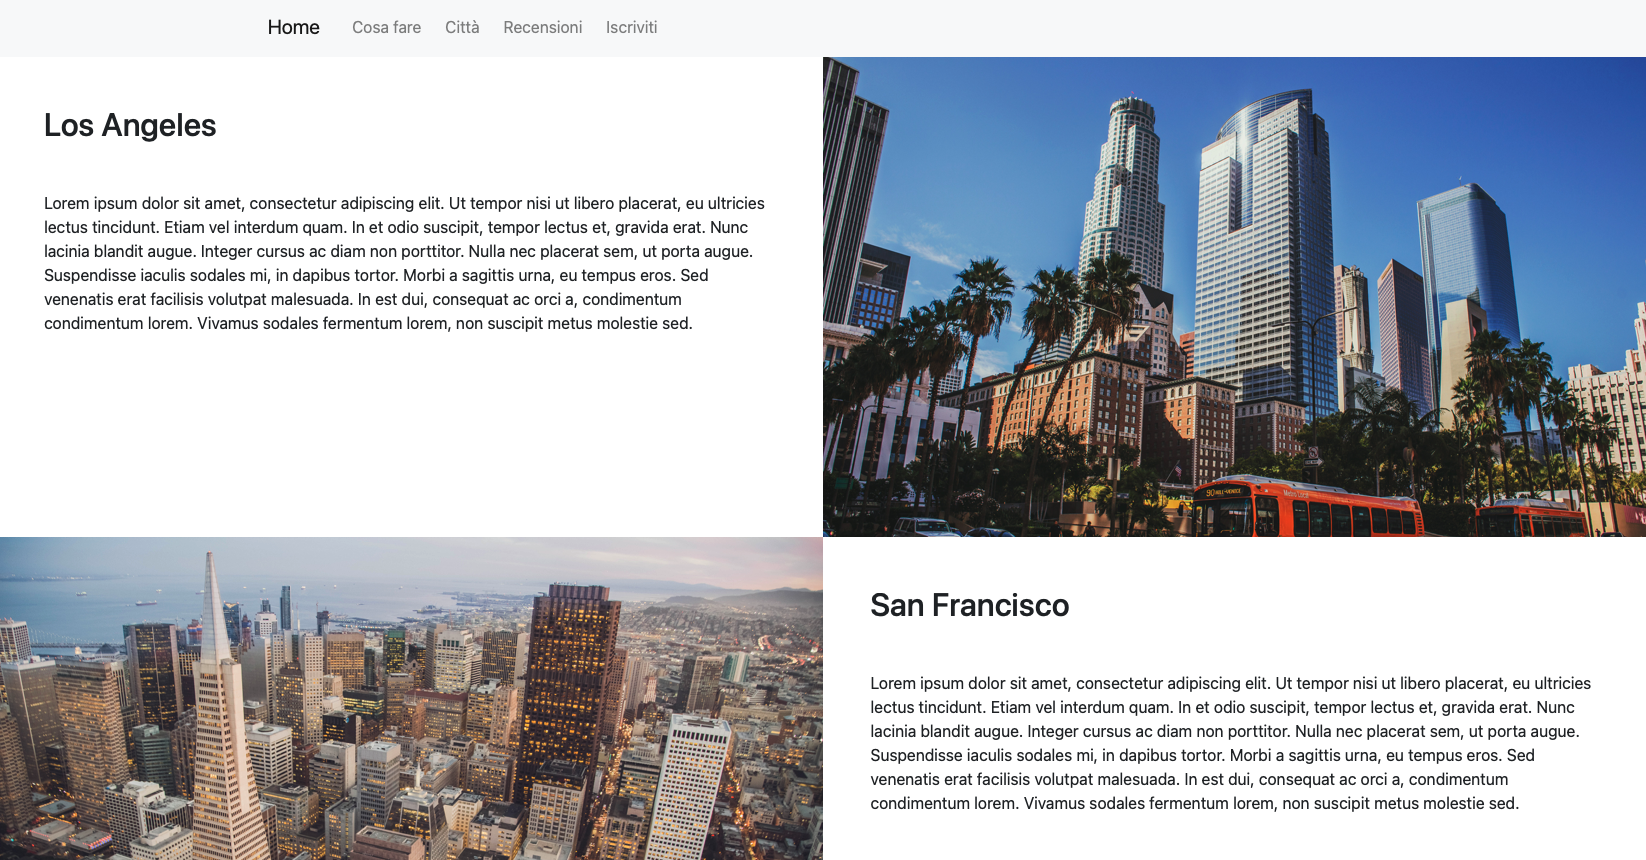 Home Cosa fare Città Recensioni Iscriviti
Los Angeles
Lorem ipsum dolor sit amet, consectetur adipiscing elit. Ut tempor nisi ut libero placerat, eu ultricies
lectus tincidunt. Etiam vel interdum quam. In et odio suscipit, tempor lectus et, gravida erat. Nunc
lacinia blandit augue. Integer cursus ac diam non porttitor. Nulla nec placerat sem, ut porta augue.
Suspendisse iaculis sodales mi, in dapibus tortor. Morbi a sagittis urna, eu tempus eros. Sed
venenatis erat facilisis volutpat malesuada. In est dui, consequat ac orci a, condimentum
condimentum lorem. Vivamus sodales fermentum lorem, non suscipit metus molestie sed.
90
Metro Local
San Francisco
Lorem ipsum dolor sit amet, consectetur adipiscing elit. Ut tempor nisi ut libero placerat, eu ultricies
lectus tincidunt. Etiam vel interdum quam. In et odio suscipit, tempor lectus et, gravida erat. Nunc
lacinia blandit augue. Integer cursus ac diam non porttitor. Nulla nec placerat sem, ut porta augue.
Suspendisse iaculis sodales mi, in dapibus tortor. Morbi a sagittis urna, eu tempus eros. Sed
venenatis erat facilisis volutpat malesuada. In est dui, consequat ac orci a, condimentum
condimentum lorem. Vivamus sodales fermentum lorem, non suscipit metus molestie sed.